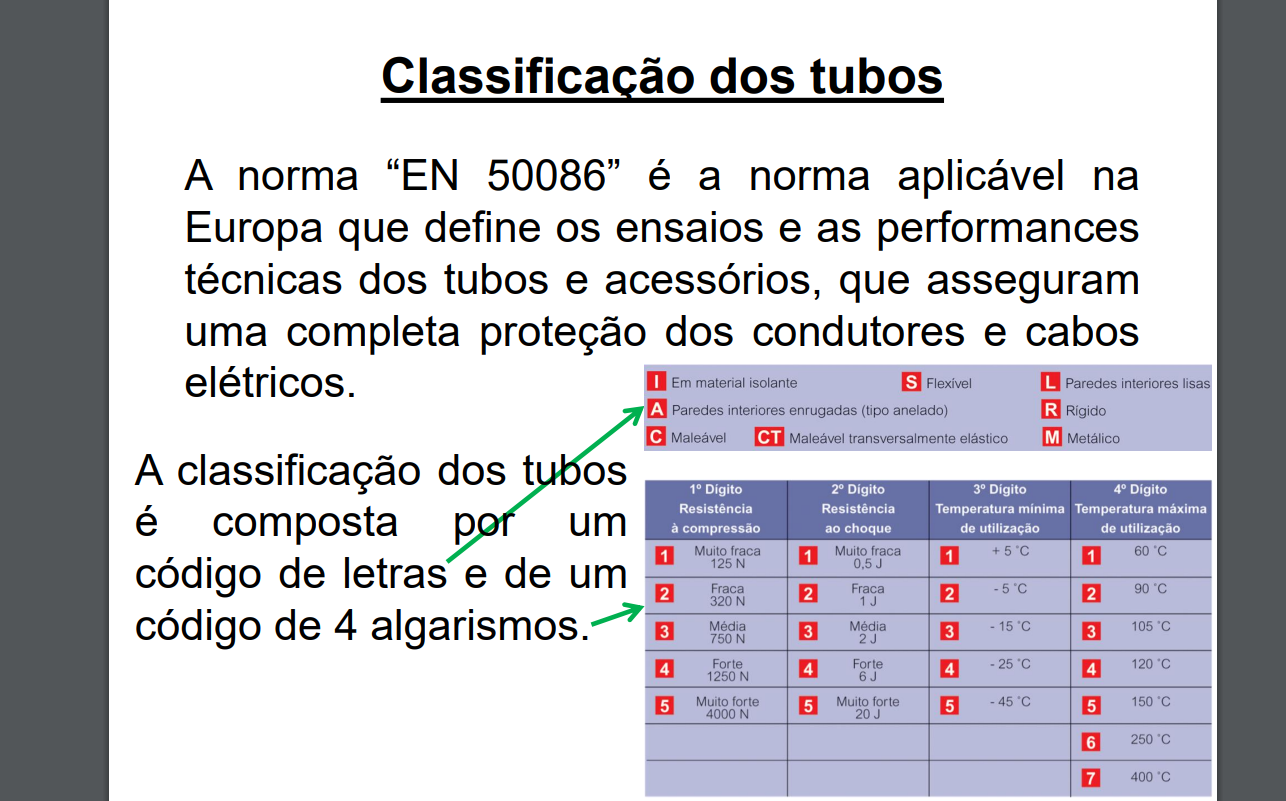 Classificação dos tubos
A norma “EN 50086” é a norma aplicável na
Europa que define os ensaios e as performances
técnicas dos tubos e acessórios, que asseguram
uma completa proteção dos condutores e cabos
elétricos.
A classificação dos tubos
é composta por um
código de letras e de um
código de 4 algarismos.
I Em material isolante S Flexível L Paredes interiores lisas
A Paredes interiores enrugadas (tipo anelado) R Rígido
C Maleável CT Maleável transversalmente elástico M Metálico
1º Dígito 2º Dígito 3º Dígito 4º Dígito
Resistência Resistência Temperatura mínima Temperatura máxima
à compressão ao choque de utilização de utilização
1 Muito fraca 1 Muito fraca 1 + 5 ˚C 1 60 ˚C
125 N 0,5 J
2 Fraca 2 Fraca 2 - 5 ˚C 2 90 ˚C
320 N 1 J
3 Média 3 Média 3 - 15 ˚C 3 105 ˚C
750 N 2 J
4 Forte 4 Forte 4 - 25 ˚C 4 120 ˚C
1250 N 6 J
5 Muito forte 5 Muito forte 5 - 45 ˚C 5 150 ˚C
4000 N 20 J
6 250 ˚C
7 400 ˚C